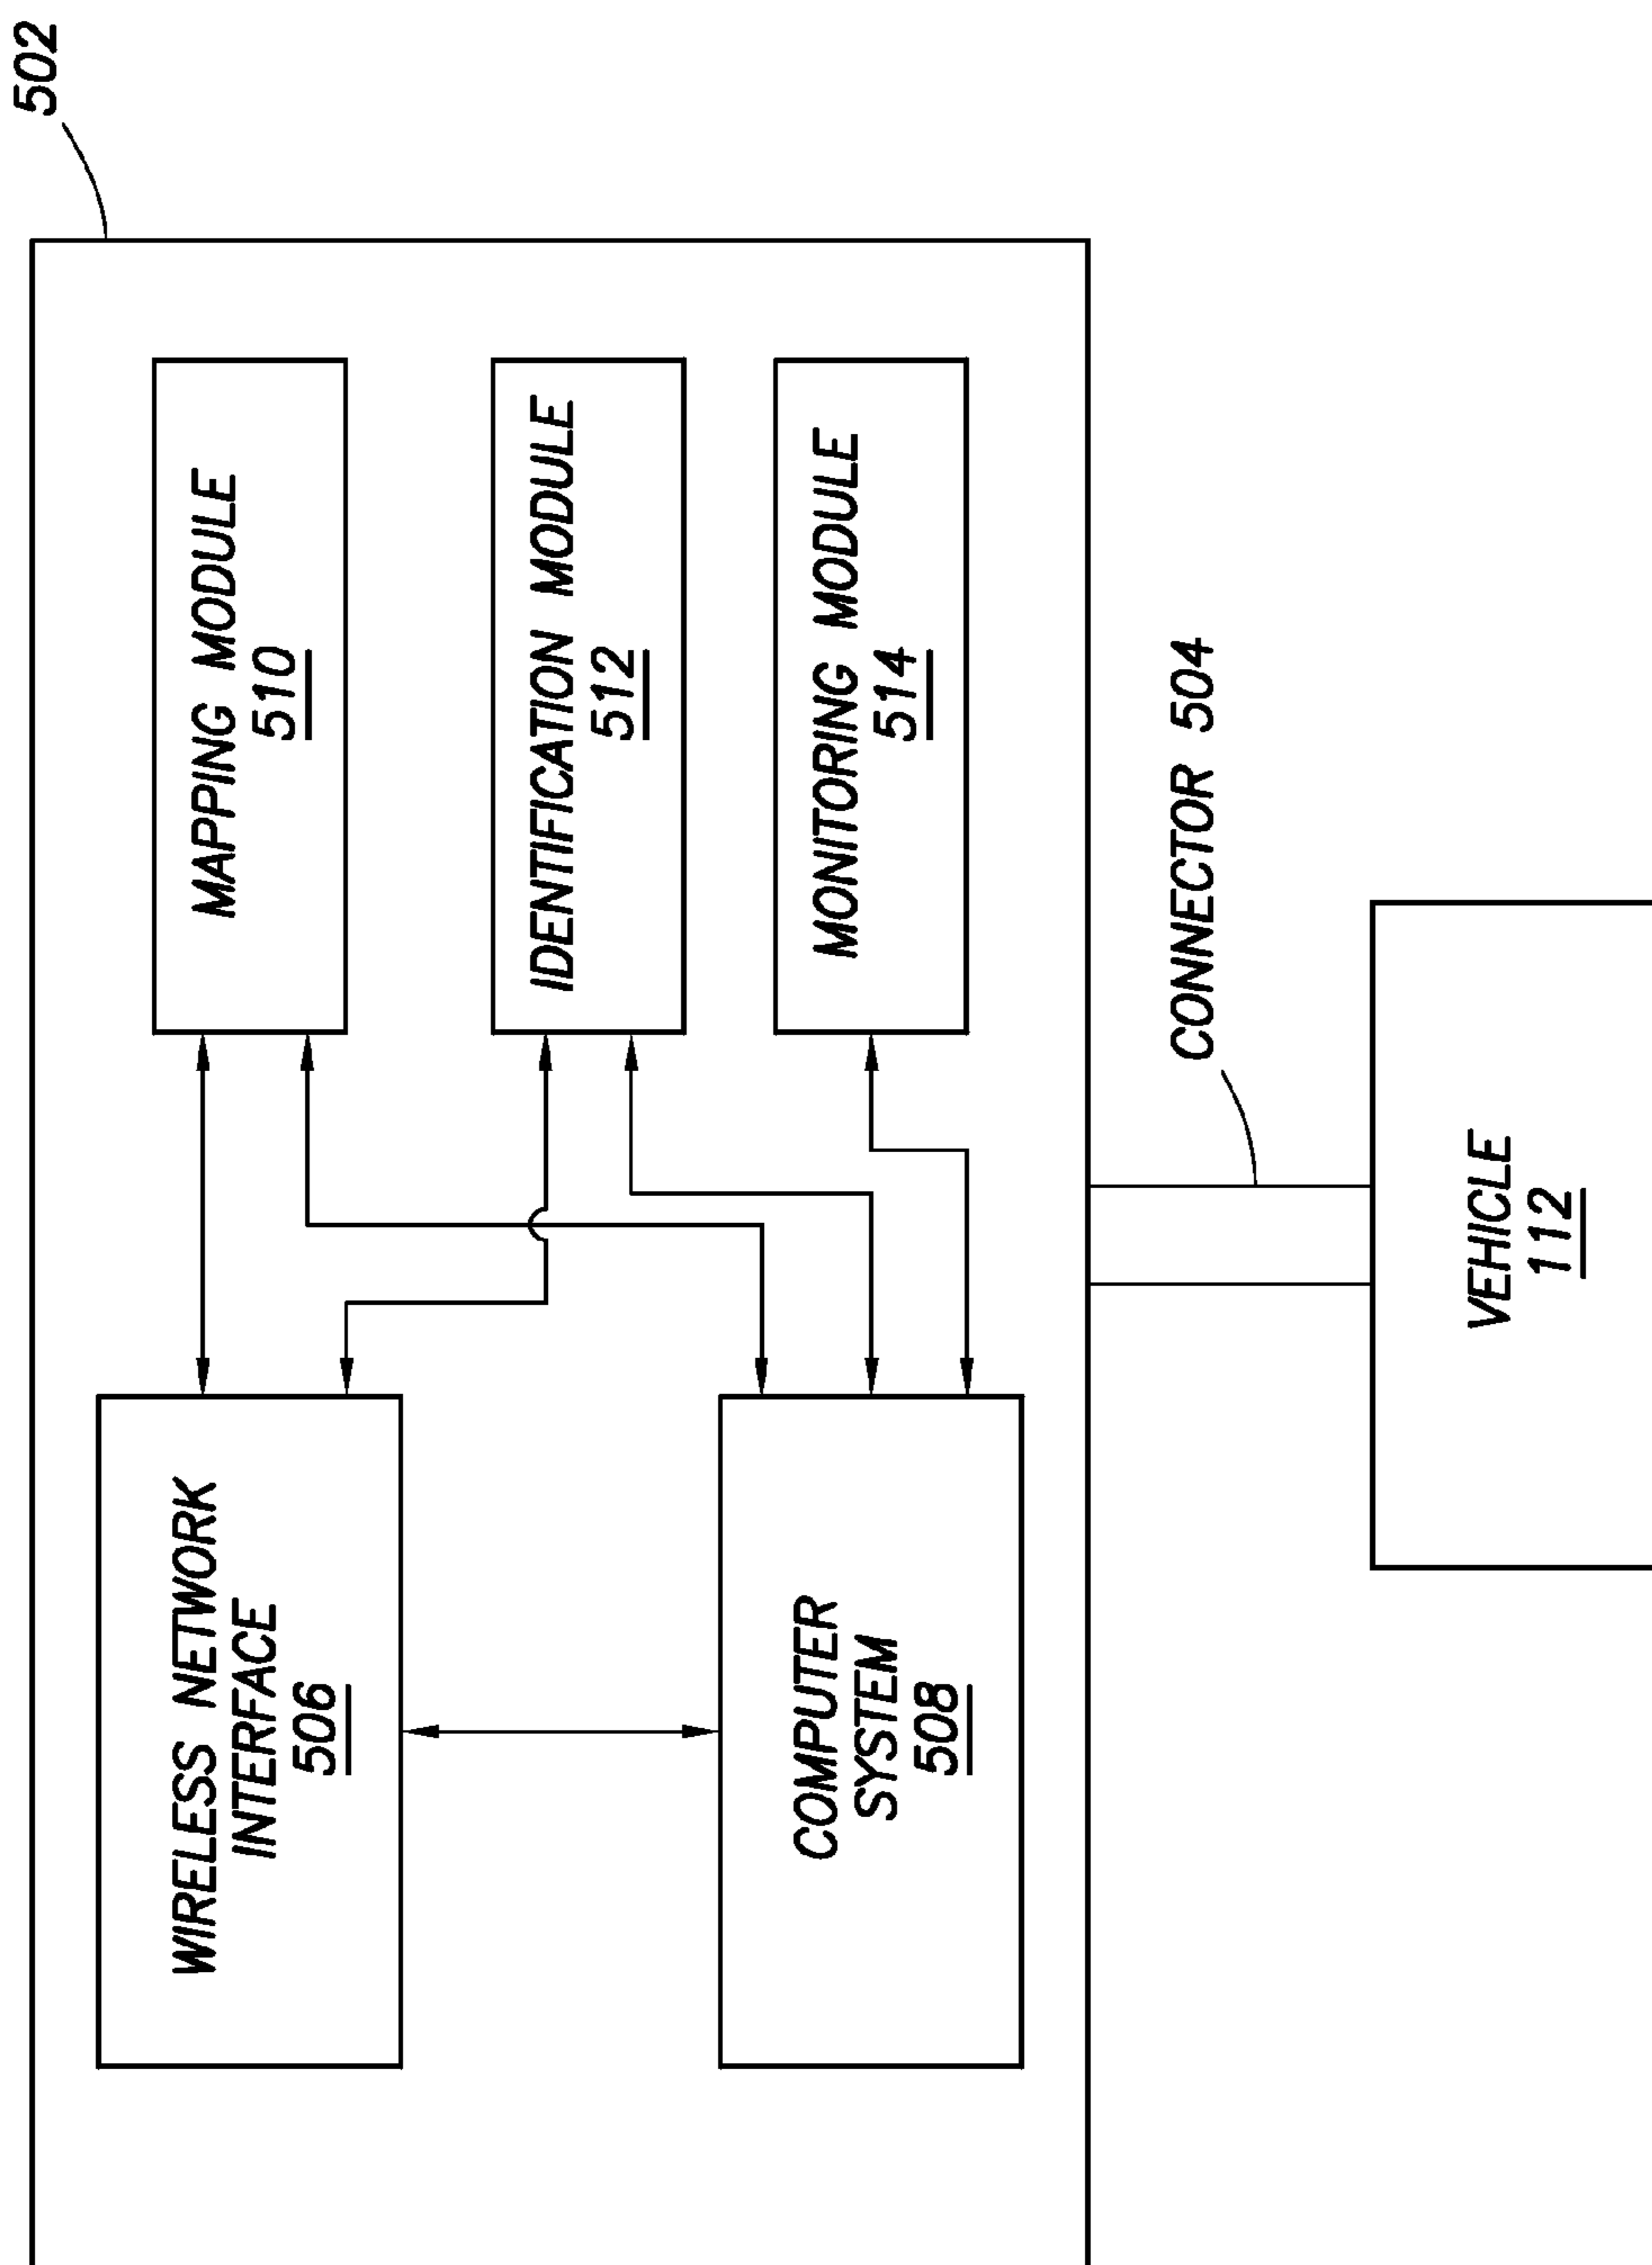 502
WIRELESS NETWORK
INTERFACE
506
MAPPING MODULE
510
IDENTIFICATION MODULE
512
COMPUTER
SYSTEM
508
MONITORING MODULE
514
CONNECTOR 504
VEHICLE
112